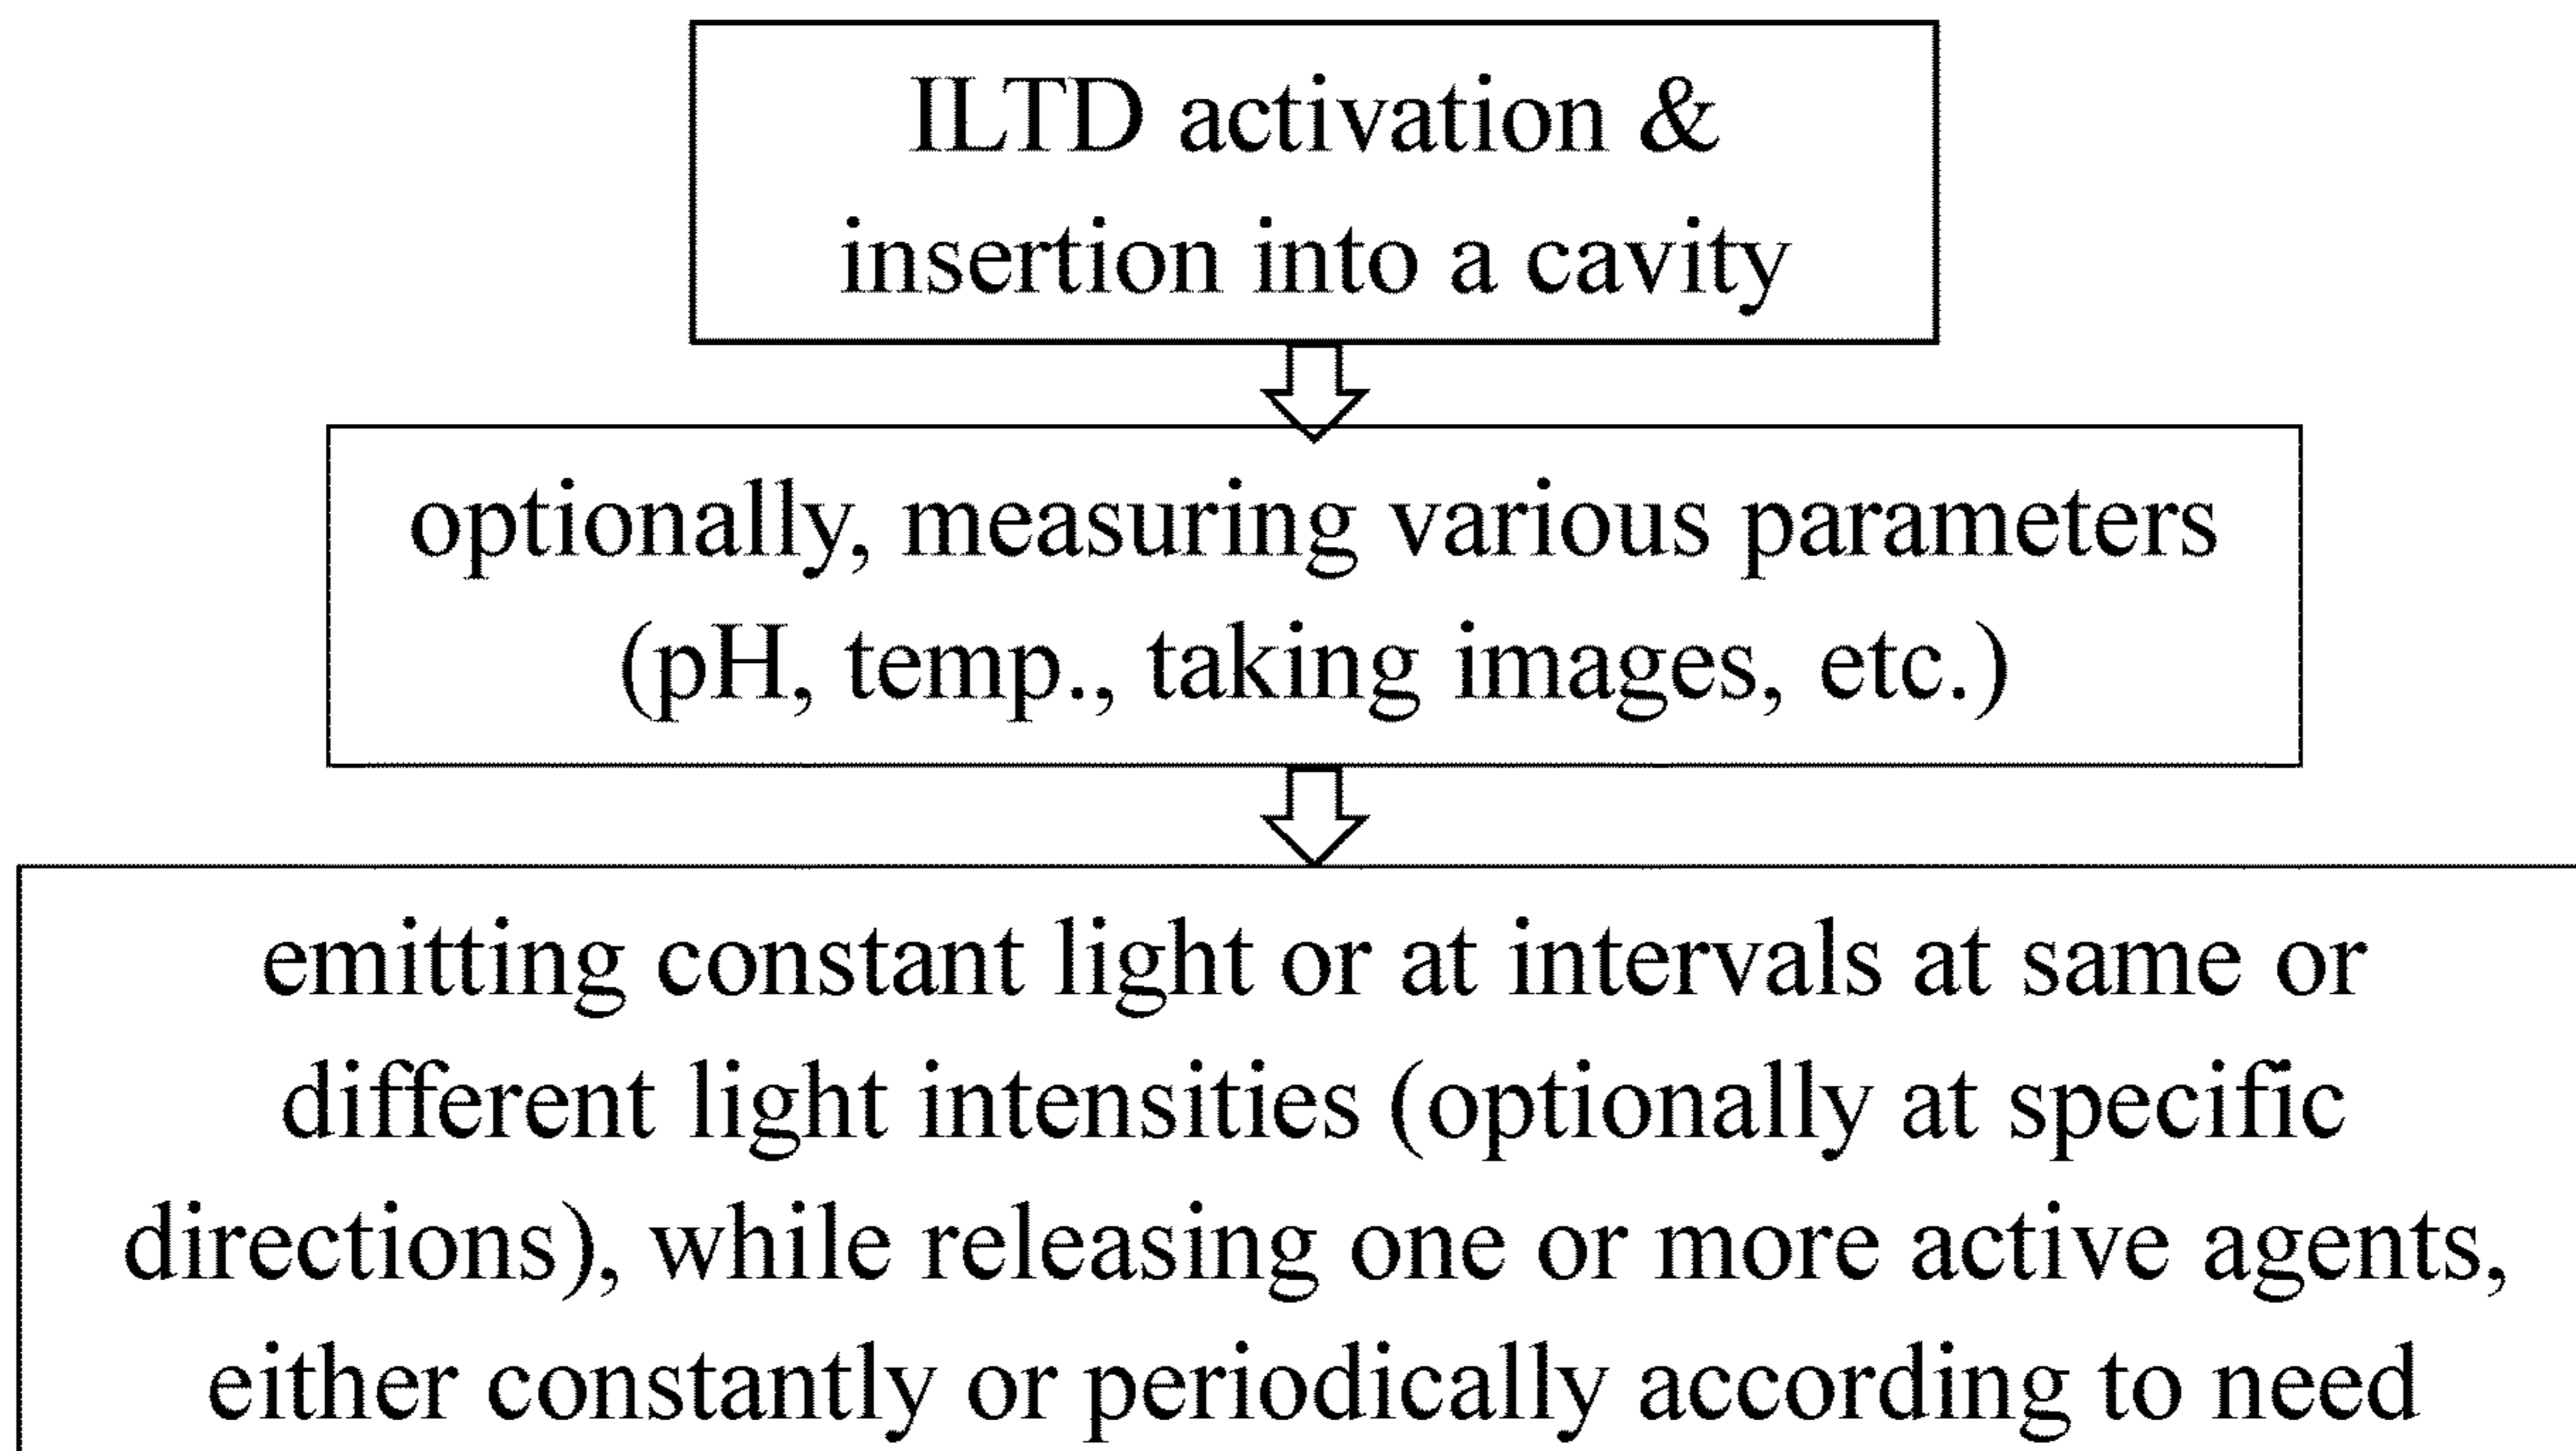 ILTD activation &
insertion into a cavity
optionally, measuring various parameters
(pH, temp., taking images, etc.)
emitting constant light or at intervals at same or
different light intensities (optionally at specific
directions), while releasing one or more active agents,
either constantly or periodically according to need